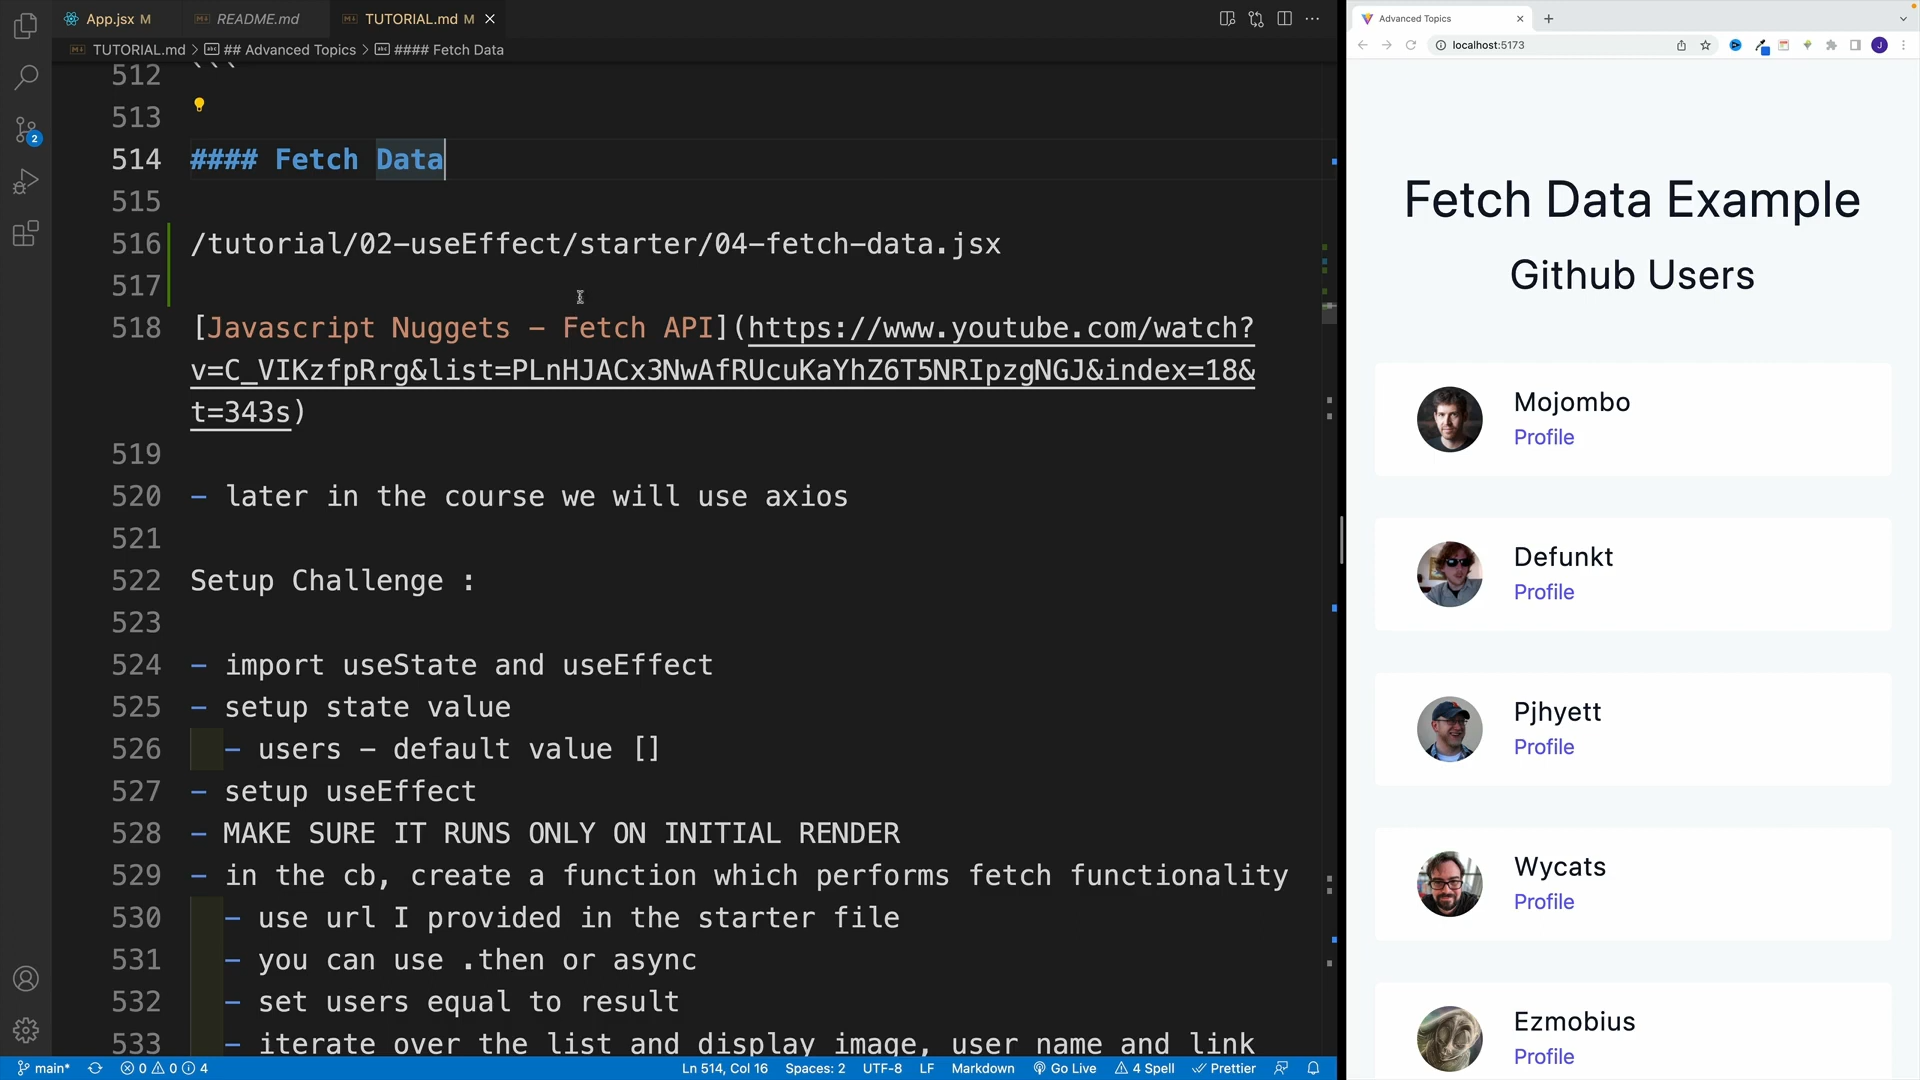 App.jsx M
README.md
TUTORIAL.md M
TUTORIAL.md > ## Advanced Topics > #### Fetch Data
512 ```
513
514 #### Fetch Data
515
516 /tutorial/02-useEffect/starter/04-fetch-data.jsx
517
518 [Javascript Nuggets - Fetch API](https://www.youtube.com/watch?
v=C_VIKzfpRrg&list=PLnHJACx3NwAfRUcuKaYhZ6T5NRIpzgNGJ&index=18&
t=343s)
519
520 - later in the course we will use axios
521
522 Setup Challenge :
523
524 - import useState and useEffect
525 - setup state value
526 - users - default value []
527 - setup useEffect
528 - MAKE SURE IT RUNS ONLY ON INITIAL RENDER
529 - in the cb, create a function which performs fetch functionality
530 - use url I provided in the starter file
531 - you can use .then or async
532 - set users equal to result
533 - iterate over the list and display image, user name and link
2
main* 0 0 4
Ln 514, Col 16 Spaces: 2 UTF-8 LF Markdown Go Live 4 Spell Prettier
Advanced Topics
localhost:5173
J
Fetch Data Example
Github Users
Mojombo
Profile
Defunkt
Profile
Pjhyett
Profile
Wycats
Profile
Ezmobius
Profile